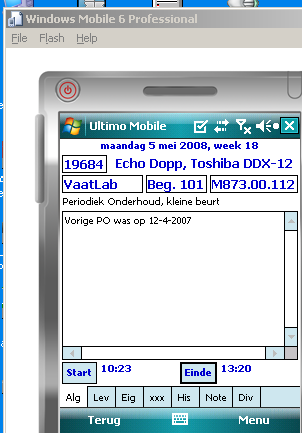 Windows Mobile 6 Professional
File Flash Help
Ultimo Mobile
maandag 5 mei 2008, week 18
19684 Echo Dopp, Toshiba DDX-12
VaatLab Beg. 101 M873.00.112
Periodiek Onderhoud, kleine beurt
Vorige PO was op 12-4-2007
Start 10:23 Einde 13:20
Alg Lev Eig xxx His Note Div
Terug Menu